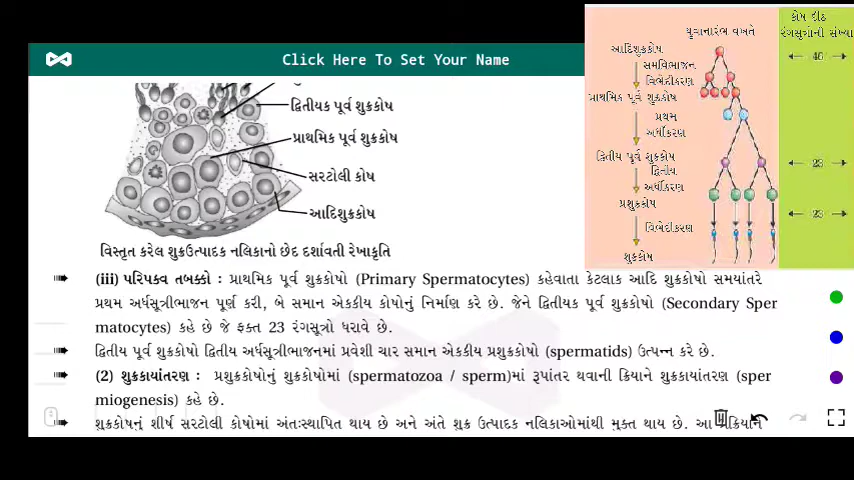 Click Here To Set Your Name
દ્વિતીયક પૂર્વ શુક્રકોષ
પ્રાથમિક પૂર્વ શુક્રકોષ
સરટોલી કોષ
આદિશુક્રકોષ
વિસ્તૃત કરેલ શુક્રઉત્પાદક નલિકાનો છેદ દર્શાવતી રેખાકૃતિ
યુવાનારંભ વખતે
કોષ દીઠ
રંગસૂત્રોની સંખ્યા
આદિશુક્રકોષ
46
સમવિભાજન
વિભેદીકરણ
પ્રાથમિક પૂર્વ શુક્રકોષ
પ્રથમ
અર્ધીકરણ
દ્વિતીય પૂર્વ શુક્રકોષ
23
દ્વિતીય
અર્ધીકરણ
પ્રશુક્રકોષ
23
વિભેદીકરણ
શુક્રકોષ
(iii) પરિપક્વ તબક્કો : પ્રાથમિક પૂર્વ શુક્રકોષો (Primary Spermatocytes) કહેવાતા કેટલાક આદિ શુક્રકોષો સમયાંતરે
પ્રથમ અર્ધસૂત્રીભાજન પૂર્ણ કરી, બે સમાન એકકીય કોષોનું નિર્માણ કરે છે. જેને દ્વિતીયક પૂર્વ શુક્રકોષો (Secondary Sper
matocytes) કહે છે જે ફક્ત 23 રંગસૂત્રો ધરાવે છે.
દ્વિતીય પૂર્વ શુક્રકોષો દ્વિતીય અર્ધસૂત્રીભાજનમાં પ્રવેશી ચાર સમાન એકકીય પ્રશુક્રકોષો (spermatids) ઉત્પન્ન કરે છે.
(2) શુક્રકાયાંતરણ : પ્રશુક્રકોષોનું શુક્રકોષોમાં (spermatozoa / sperm)માં રૂપાંતર થવાની ક્રિયાને શુક્રકાયાંતરણ (sper
miogenesis) કહે છે.
શુક્રકોષનું શીર્ષ સરટોલી કોષોમાં અંતઃસ્થાપિત થાય છે અને અંતે શુક્ર ઉત્પાદક નલિકાઓમાંથી મુક્ત થાય છે. આ પ્રક્રિયાને